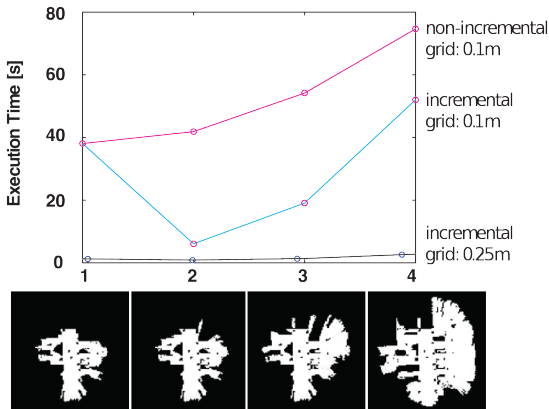 80
non-incremental
grid: 0.1m
60
incremental
grid: 0.1m
Execution Time [s]
40
20
incremental
grid: 0.25m
0
1 2 3 4